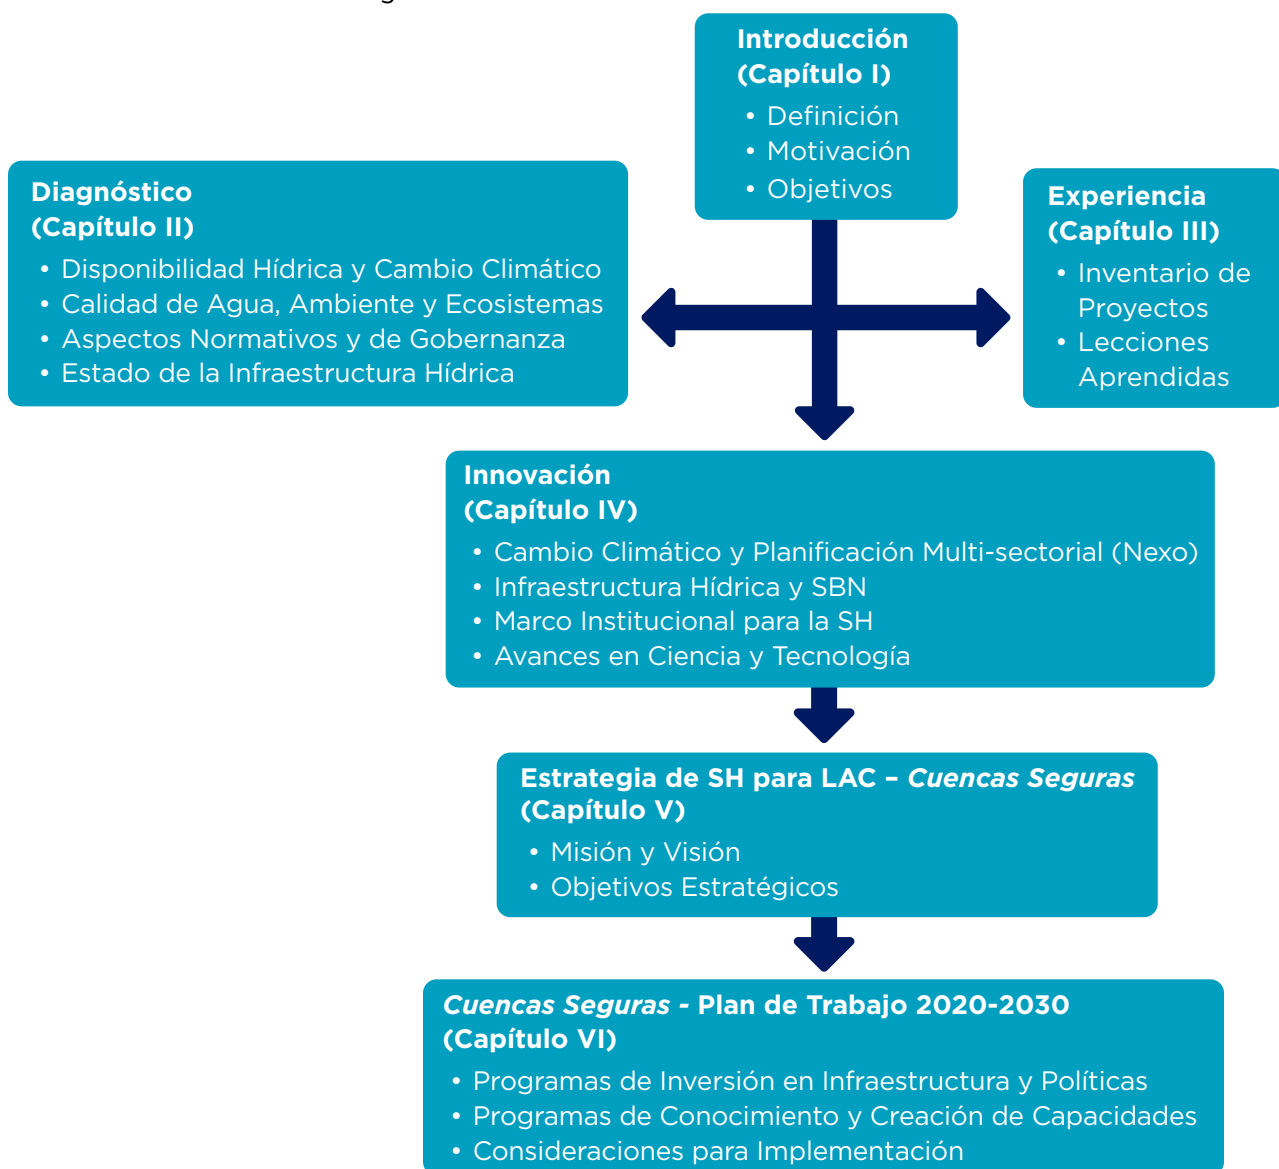 Introducción
(Capítulo I)
• Definición
• Motivación
• Objetivos
Diagnóstico
(Capítulo II)
• Disponibilidad Hídrica y Cambio Climático
• Calidad de Agua, Ambiente y Ecosistemas
• Aspectos Normativos y de Gobernanza
• Estado de la Infraestructura Hídrica
Experiencia
(Capítulo III)
• Inventario de
Proyectos
• Lecciones
Aprendidas
Innovación
(Capítulo IV)
• Cambio Climático y Planificación Multi-sectorial (Nexo)
• Infraestructura Hídrica y SBN
• Marco Institucional para la SH
• Avances en Ciencia y Tecnología
Estrategia de SH para LAC – Cuencas Seguras
(Capítulo V)
• Misión y Visión
• Objetivos Estratégicos
Cuencas Seguras - Plan de Trabajo 2020-2030
(Capítulo VI)
• Programas de Inversión en Infraestructura y Políticas
• Programas de Conocimiento y Creación de Capacidades
• Consideraciones para Implementación